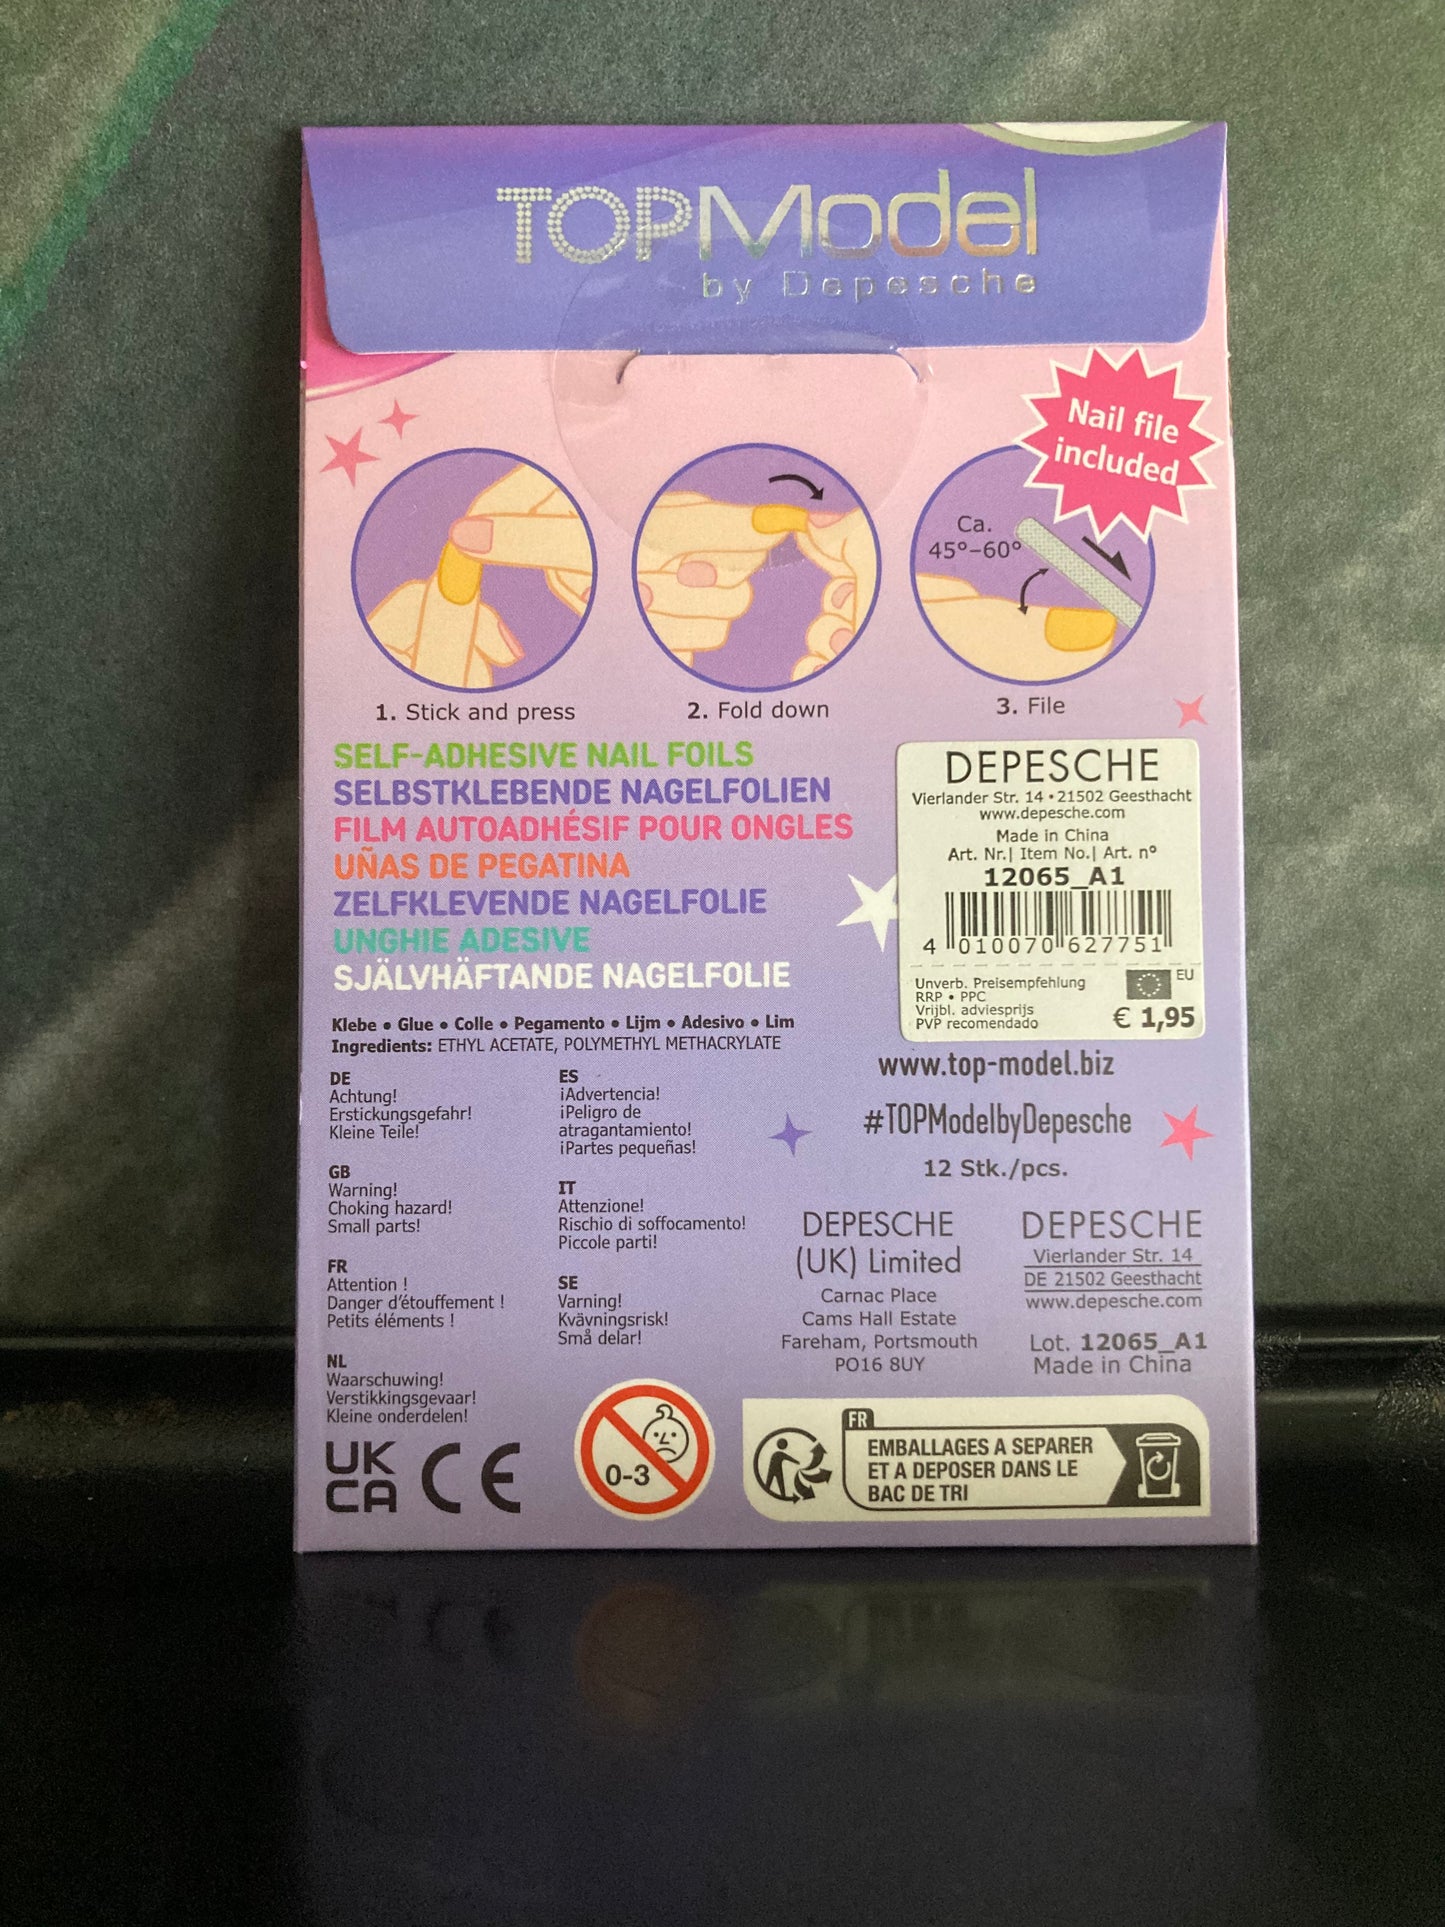 TOPModel
by Depesche
Nail file
included
Ca.
45°–60°
1. Stick and press
2. Fold down
3. File
SELF-ADHESIVE NAIL FOILS
SELBSTKLEBENDE NAGELFOLIEN
FILM AUTOADHÉSIF POUR ONGLES
UÑAS DE PEGATINA
ZELFKLEVENDE NAGELFOLIE
UNGHIE ADESIVE
SJÄLVHÄFTANDE NAGELFOLIE
Klebe • Glue • Colle • Pegamento • Lijm • Adesivo • Lim
Ingredients: ETHYL ACETATE, POLYMETHYL METHACRYLATE
DE
Achtung!
Erstickungsgefahr!
Kleine Teile!
GB
Warning!
Choking hazard!
Small parts!
FR
Attention !
Danger d'étouffement !
Petits éléments !
NL
Waarschuwing!
Verstikkingsgevaar!
Kleine onderdelen!
ES
¡Advertencia!
¡Peligro de
atragantamiento!
¡Partes pequeñas!
IT
Attenzione!
Rischio di soffocamento!
Piccole parti!
SE
Varning!
Kvävningsrisk!
Små delar!
DEPESCHE
Vierlander Str. 14 • 21502 Geesthacht
www.depesche.com
Made in China
Art. Nr.| Item No.| Art. n°
12065_A1
4 010070 627751
Unverb. Preisempfehlung
RRP • PPC
Vrijbl. adviesprijs
PVP recomendado
EU
€ 1,95
www.top-model.biz
#TOPModelbyDepesche
12 Stk./pcs.
DEPESCHE
(UK) Limited
Carnac Place
Cams Hall Estate
Fareham, Portsmouth
PO16 8UY
DEPESCHE
Vierlander Str. 14
DE 21502 Geesthacht
www.depesche.com
Lot. 12065_A1
Made in China
UK
CA
CE
0-3
FR
EMBALLAGES A SEPARER
ET A DEPOSER DANS LE
BAC DE TRI